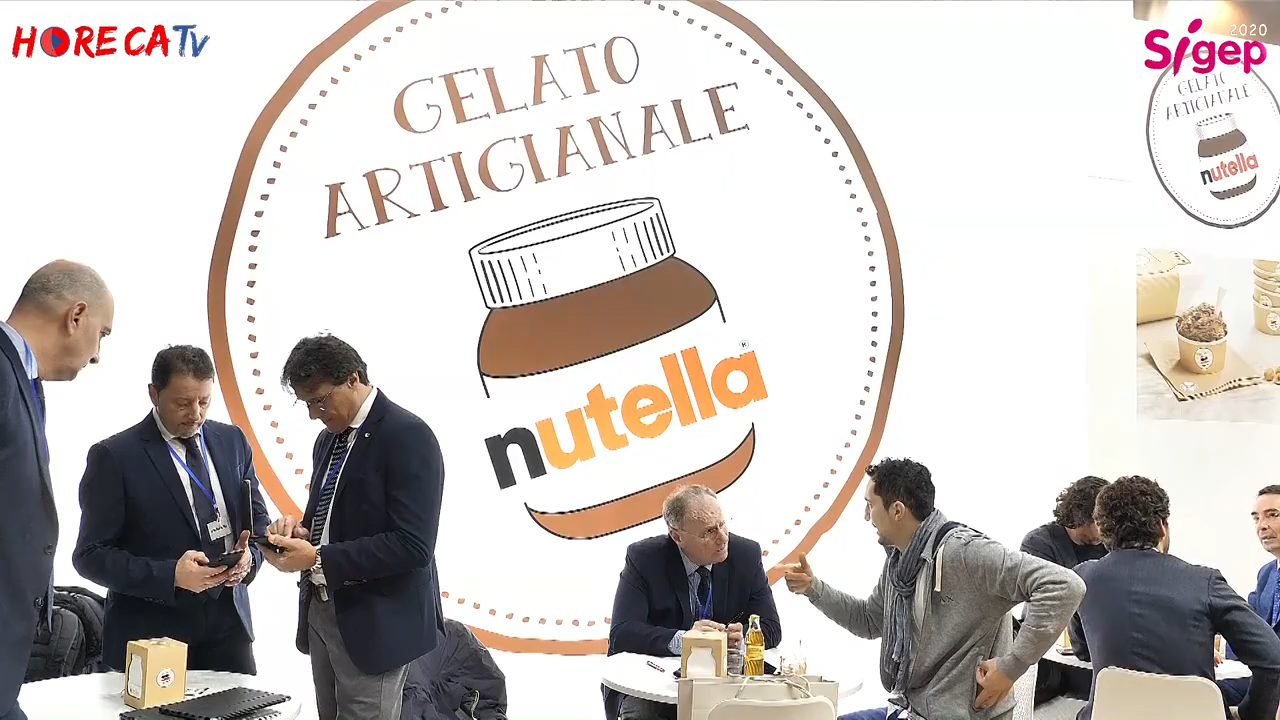 HORECATv
2020
Sigep
GELATO
ARTIGIANALE
nutella
®
GELATO
ARTIGIANALE
nutella